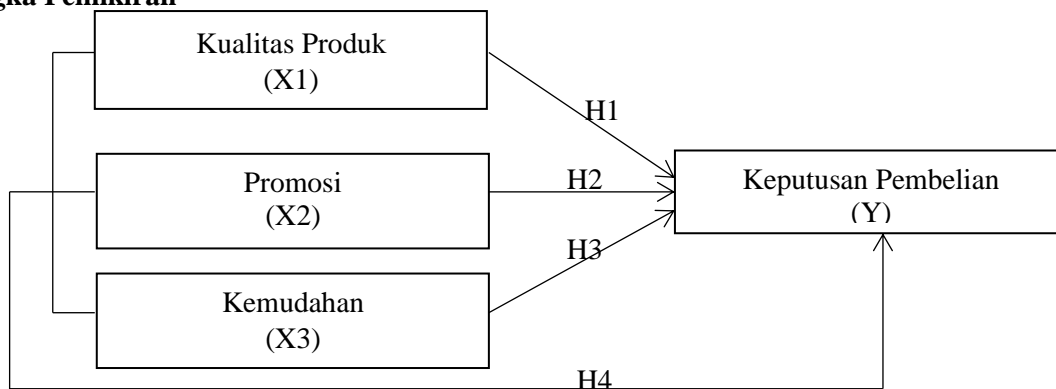 Kualitas Produk
(X1)
H1
Promosi
(X2)
H2
Keputusan Pembelian
(Y)
H3
Kemudahan
(X3)
H4